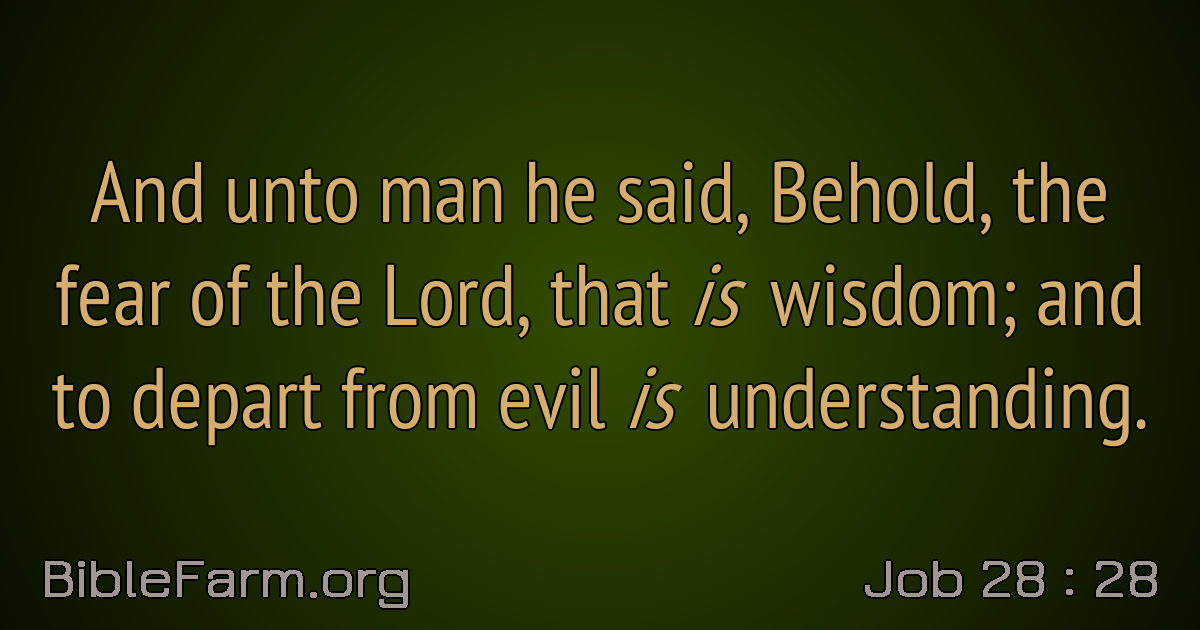 And unto man he said, Behold, the
fear of the Lord, that is wisdom; and
to depart from evil is understanding.
BibleFarm.org
Job 28 : 28